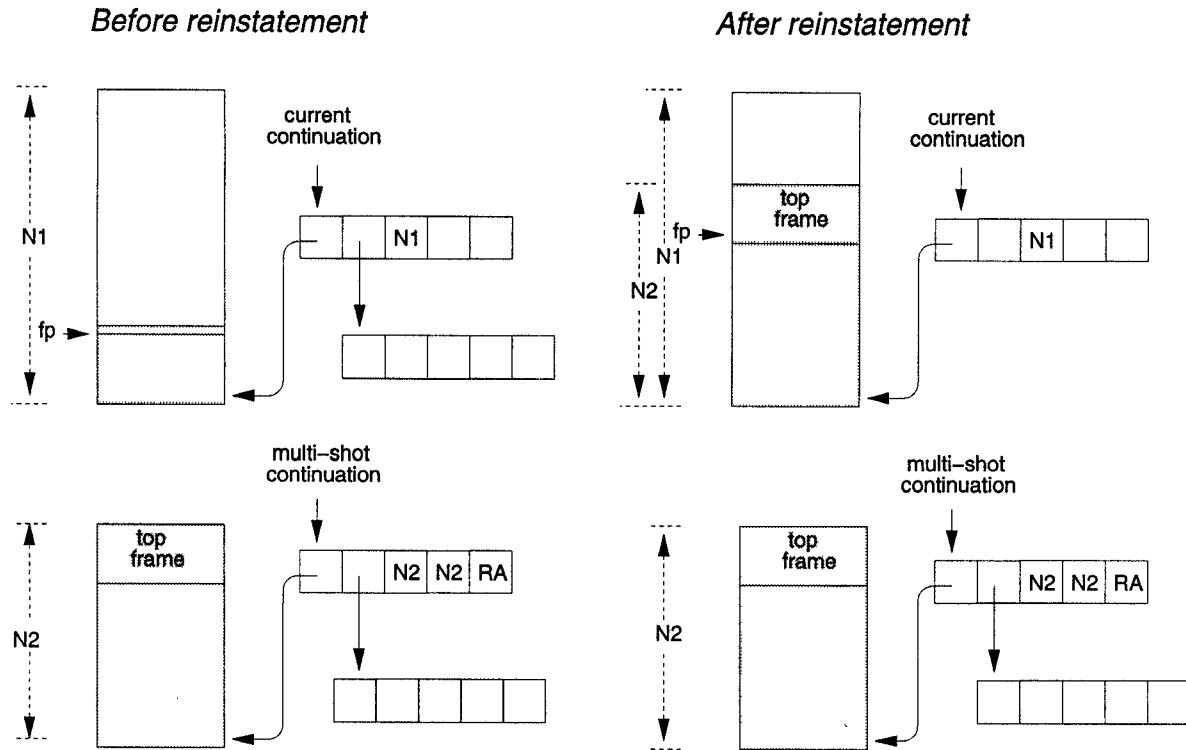 Before reinstatement
After reinstatement
current
continuation
N1
N1
fp
multi–shot
continuation
top
frame
N2
N2
N2
RA
current
continuation
top
frame
fp
N1
N2
N1
multi–shot
continuation
top
frame
N2
N2
N2
RA